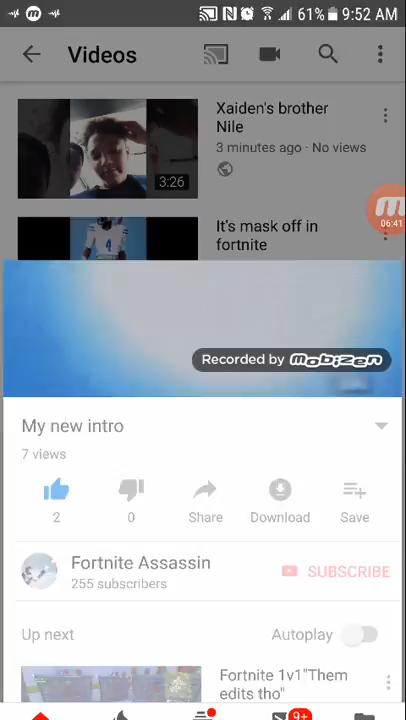 61% 9:52 AM
Videos
Xaiden's brother
Nile
3 minutes ago · No views
3:26
06:41
It's mask off in
fortnite
4
Recorded by mobizen
My new intro
7 views
2
0
Share
Download
Save
Fortnite Assassin
255 subscribers
SUBSCRIBE
Up next
Autoplay
Fortnite 1v1"Them
edits tho"
9+